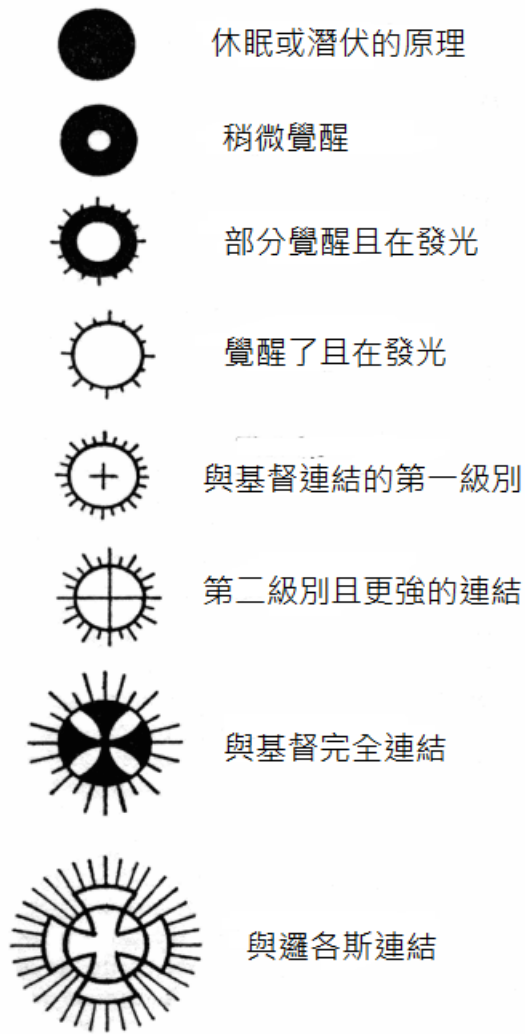 休眠或潛伏的原理
稍微覺醒
部分覺醒且在發光
覺醒了且在發光
與基督連結的第一級別
第二級別且更強的連結
與基督完全連結
與邏各斯連結